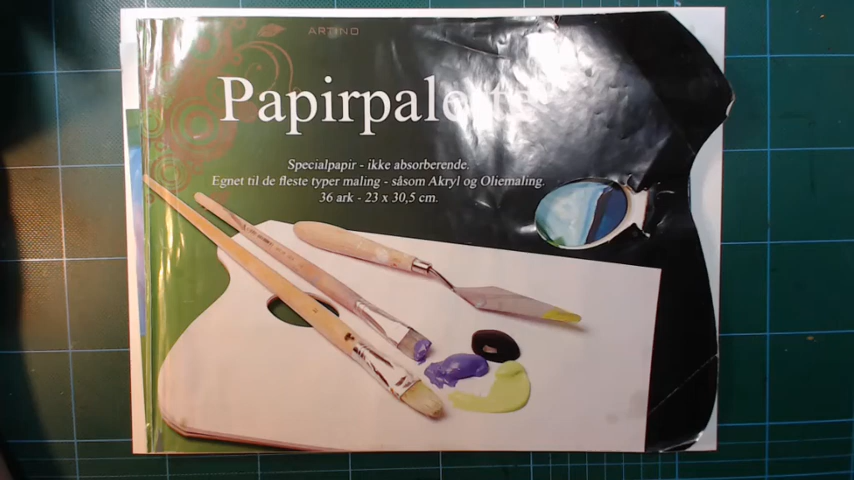 ARTINO
Specialpapir - ikke absorberende.
Egnet til de fleste typer maling - såsom Akryl og Oliemaling.
36 ark - 23 x 30,5 cm.